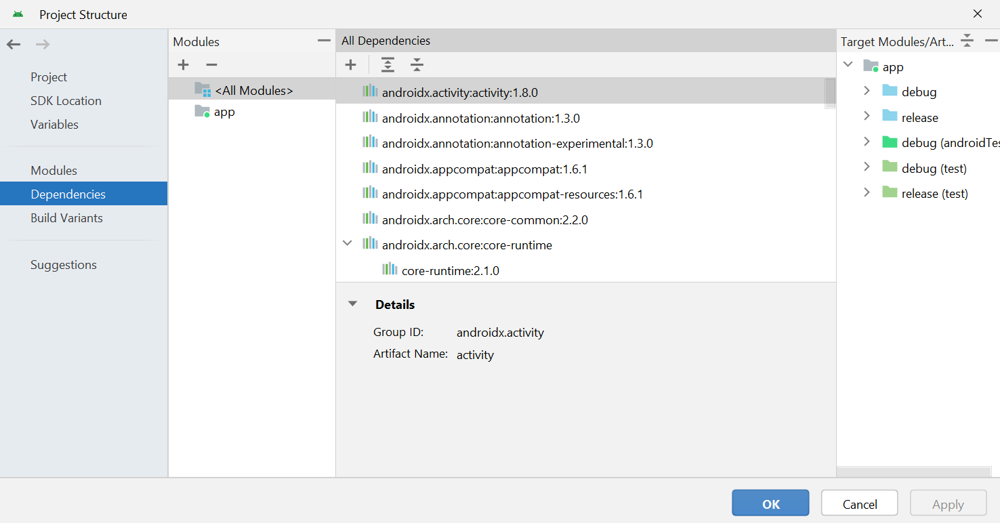 Project Structure
Project
SDK Location
Variables
Modules
Dependencies
Build Variants
Suggestions
Modules
<All Modules>
app
All Dependencies
androidx.activity:activity:1.8.0
androidx.annotation:annotation:1.3.0
androidx.annotation:annotation-experimental:1.3.0
androidx.appcompat:appcompat:1.6.1
androidx.appcompat:appcompat-resources:1.6.1
androidx.arch.core:core-common:2.2.0
androidx.arch.core:core-runtime
core-runtime:2.1.0
Details
Group ID: androidx.activity
Artifact Name: activity
Target Modules/Art...
app
debug
release
debug (androidTes
debug (test)
release (test)
OK
Cancel
Apply